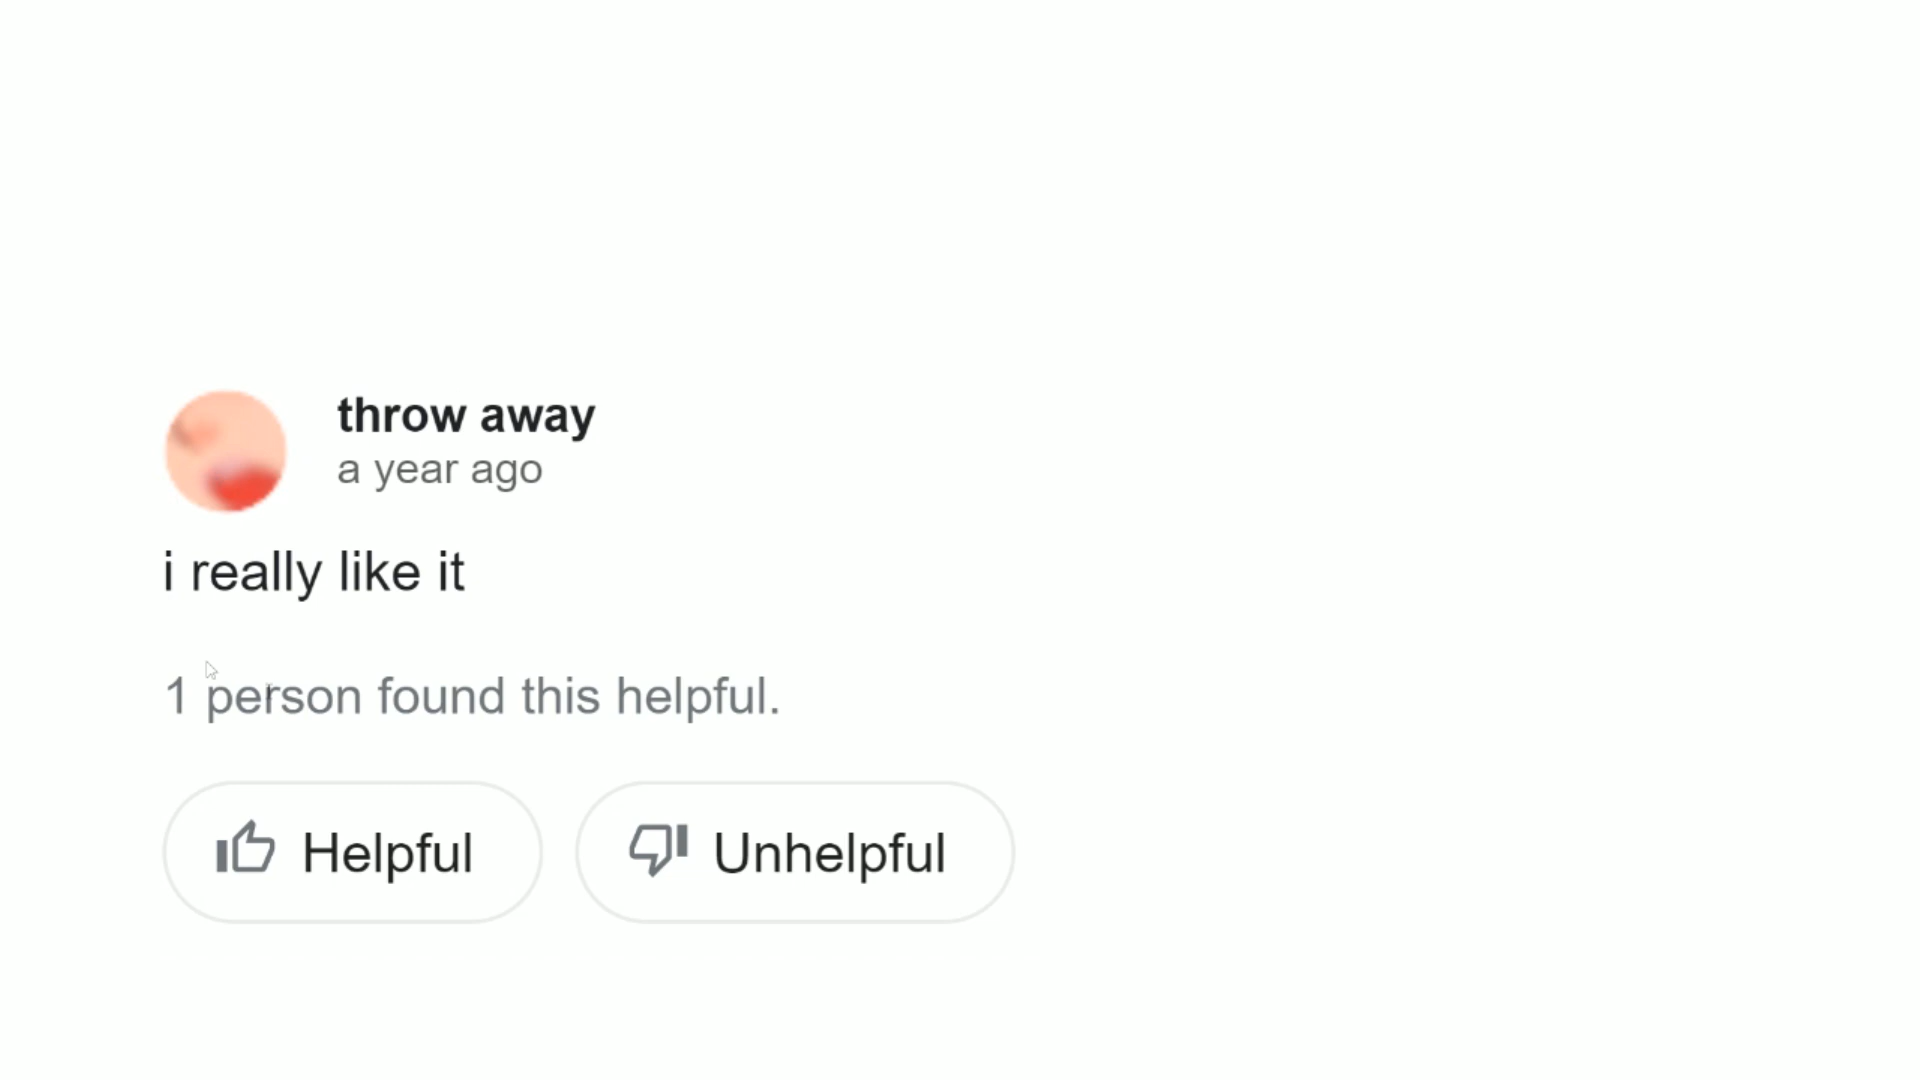 throw away
a year ago
i really like it
1 person found this helpful.
Helpful
Unhelpful